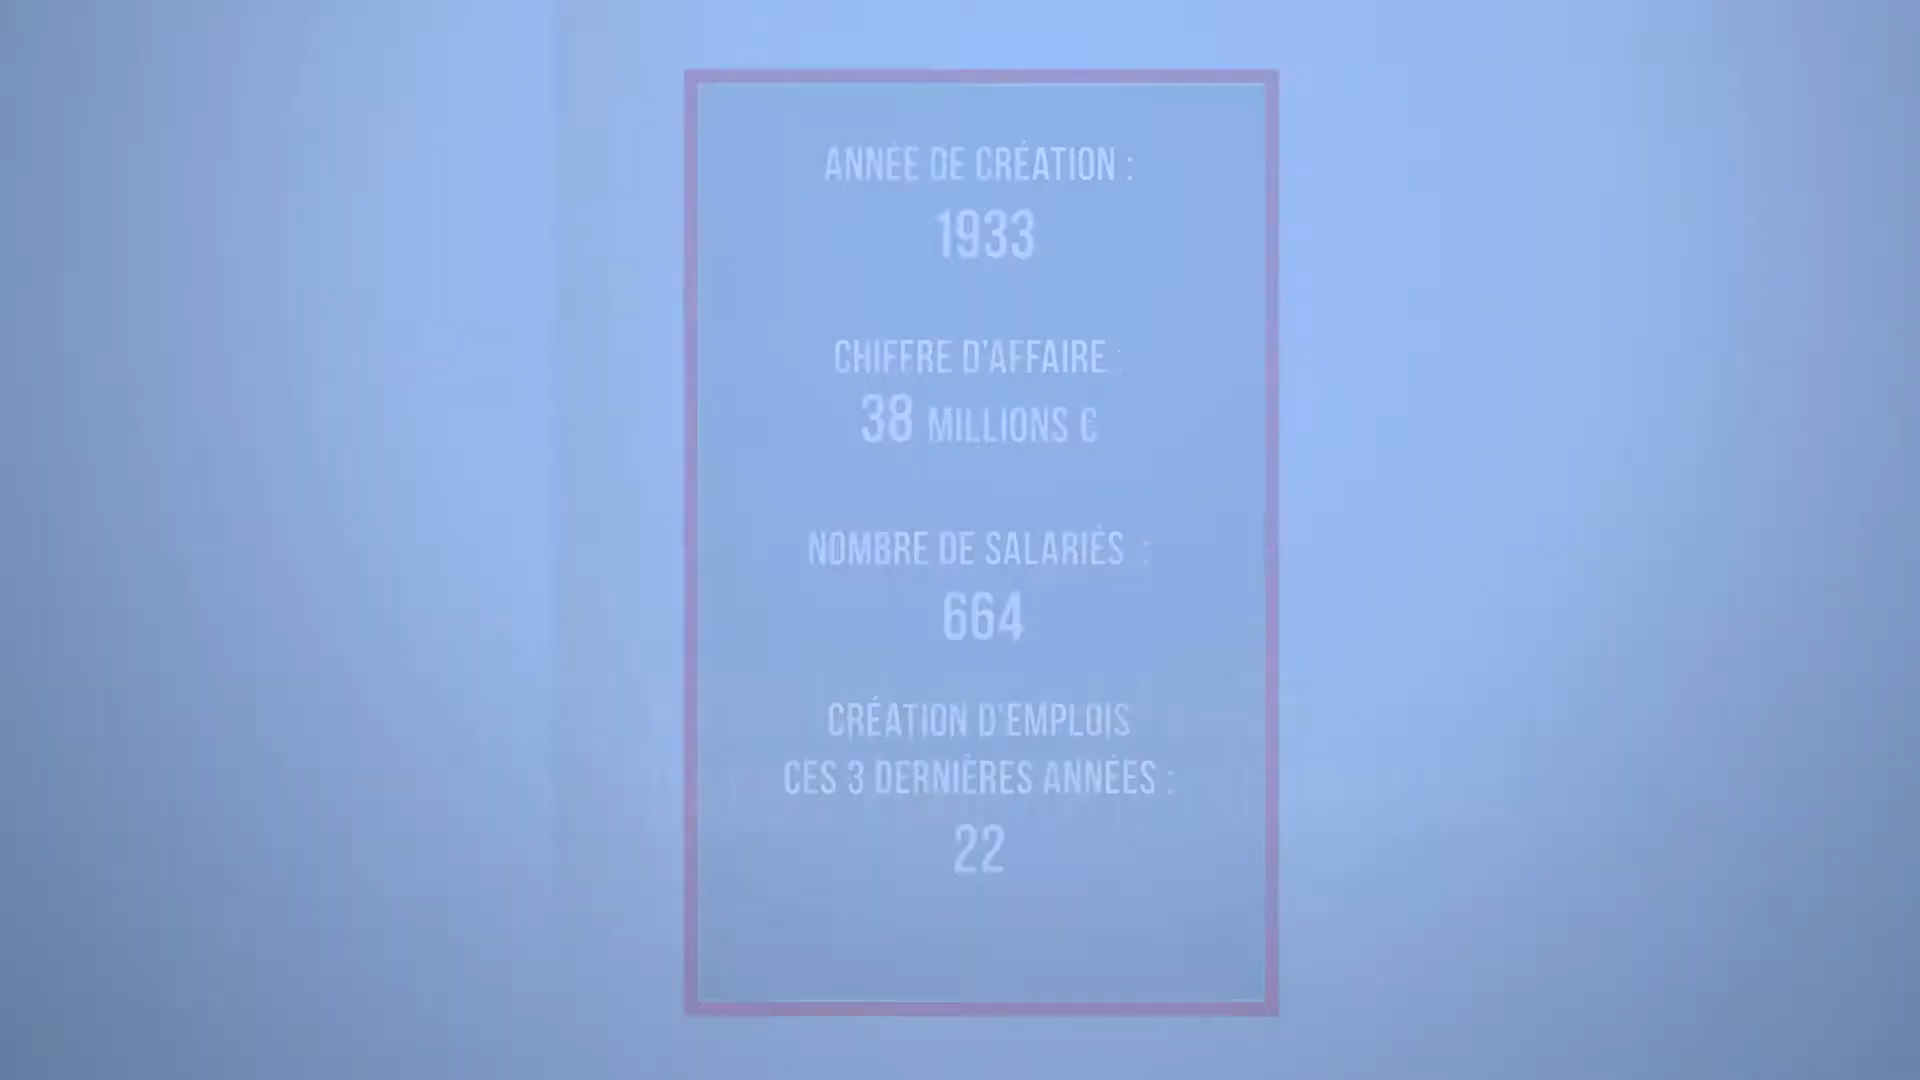 ANNÉE DE CRÉATION :
1933
CHIFFRE D'AFFAIRE :
38 MILLIONS €
NOMBRE DE SALARIÉS :
664
CRÉATION D'EMPLOIS
CES 3 DERNIÈRES ANNÉES :
22